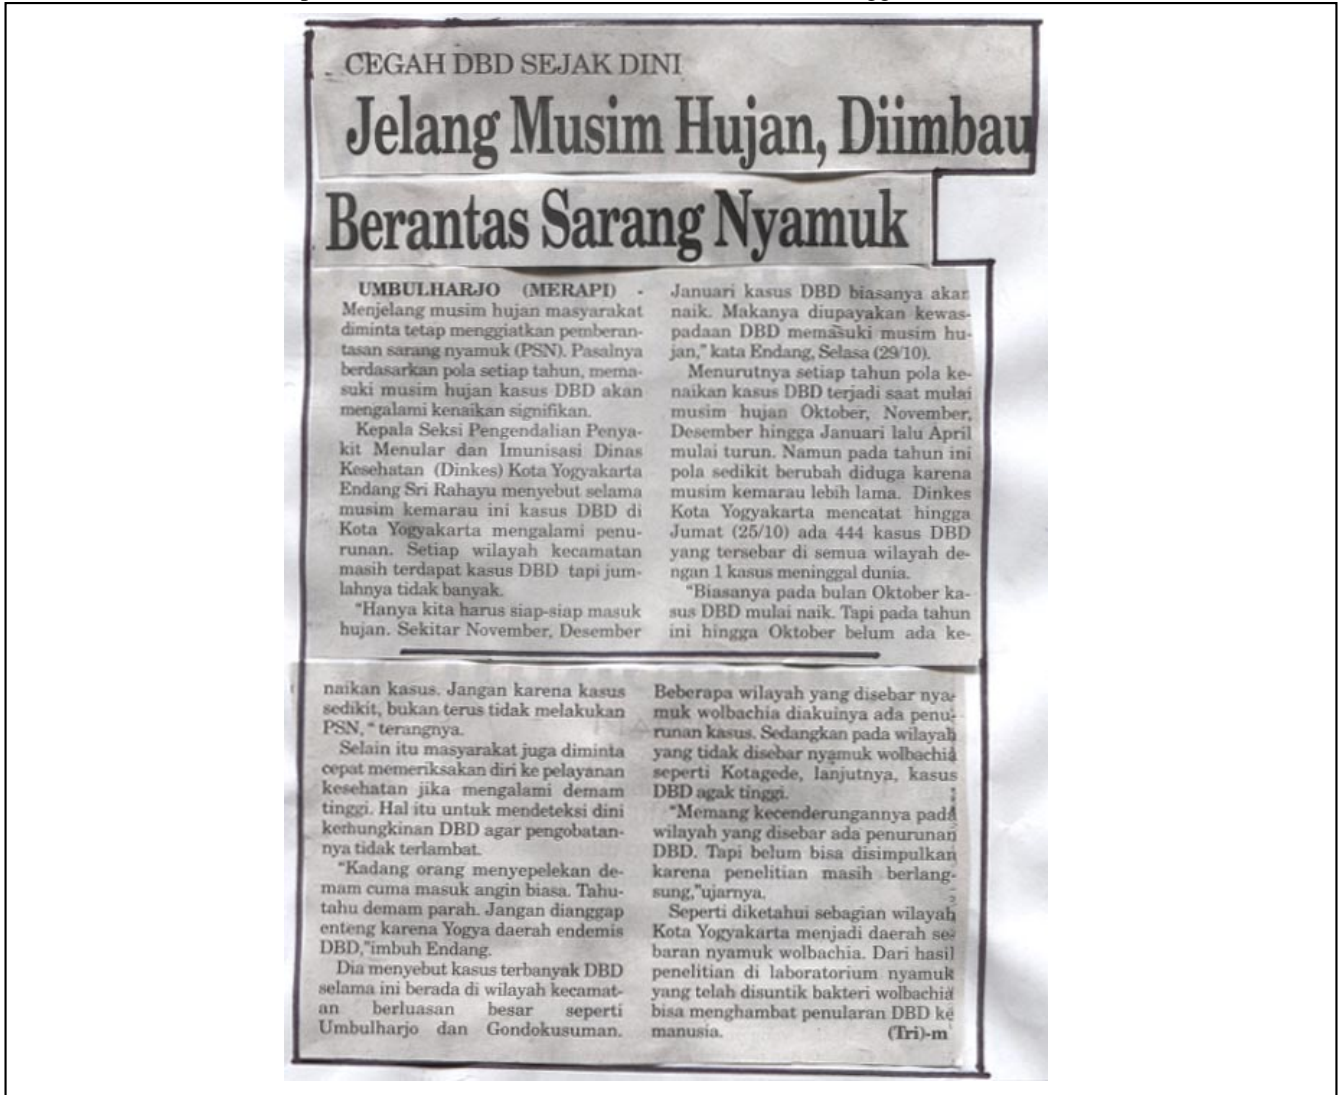 CEGAH DBD SEJAK DINI
Jelang Musim Hujan, Diimbau
Berantas Sarang Nyamuk
UMBULHARJO (MERAPI) -
Menjelang musim hujan masyarakat
diminta tetap menggiatkan pemberan-
tasan sarang nyamuk (PSN). Pasalnya
berdasarkan pola setiap tahun, mema-
suki musim hujan kasus DBD akan
mengalami kenaikan signifikan.
Kepala Seksi Pengendalian Penya-
kit Menular dan Imunisasi Dinas
Kesehatan (Dinkes) Kota Yogyakarta
Endang Sri Rahayu menyebut selama
musim kemarau ini kasus DBD di
Kota Yogyakarta mengalami penu-
runan. Setiap wilayah kecamatan
masih terdapat kasus DBD tapi jum-
lahnya tidak banyak.
"Hanya kita harus siap-siap masuk
hujan. Sekitar November, Desember
Januari kasus DBD biasanya akan
naik. Makanya diupayakan kewas-
padaan DBD memasuki musim hu-
jan," kata Endang, Selasa (29/10).
Menurutnya setiap tahun pola ke-
naikan kasus DBD terjadi saat mulai
musim hujan Oktober, November,
Desember hingga Januari lalu April
mulai turun. Namun pada tahun ini
pola sedikit berubah diduga karena
musim kemarau lebih lama. Dinkes
Kota Yogyakarta mencatat hingga
Jumat (25/10) ada 444 kasus DBD
yang tersebar di semua wilayah de-
ngan 1 kasus meninggal dunia.
"Biasanya pada bulan Oktober ka-
sus DBD mulai naik. Tapi pada tahun
ini hingga Oktober belum ada ke-
naikan kasus. Jangan karena kasus
sedikit, bukan terus tidak melakukan
PSN, " terangnya.
Selain itu masyarakat juga diminta
cepat memeriksakan diri ke pelayanan
kesehatan jika mengalami demam
tinggi. Hal itu untuk mendeteksi dini
kemungkinan DBD agar pengobatan-
nya tidak terlambat.
"Kadang orang menyepelekan de-
mam cuma masuk angin biasa. Tahu-
tahu demam parah. Jangan dianggap
enteng karena Yogya daerah endemis
DBD,"imbuh Endang.
Dia menyebut kasus terbanyak DBD
selama ini berada di wilayah kecamat-
an berluasan besar seperti
Umbulharjo dan Gondokusuman.
Beberapa wilayah yang disebar nya-
muk wolbachia diakuinya ada penu-
runan kasus. Sedangkan pada wilayah
yang tidak disebar nyamuk wolbachia
seperti Kotagede, lanjutnya, kasus
DBD agak tinggi.
"Memang kecenderungannya pada
wilayah yang disebar ada penurunan
DBD. Tapi belum bisa disimpulkan
karena penelitian masih berlang-
sung,"ujarnya.
Seperti diketahui sebagian wilayah
Kota Yogyakarta menjadi daerah se-
baran nyamuk wolbachia. Dari hasil
penelitian di laboratorium nyamuk
yang telah disuntik bakteri wolbachia
bisa menghambat penularan DBD ke
manusia. (Tri)-m